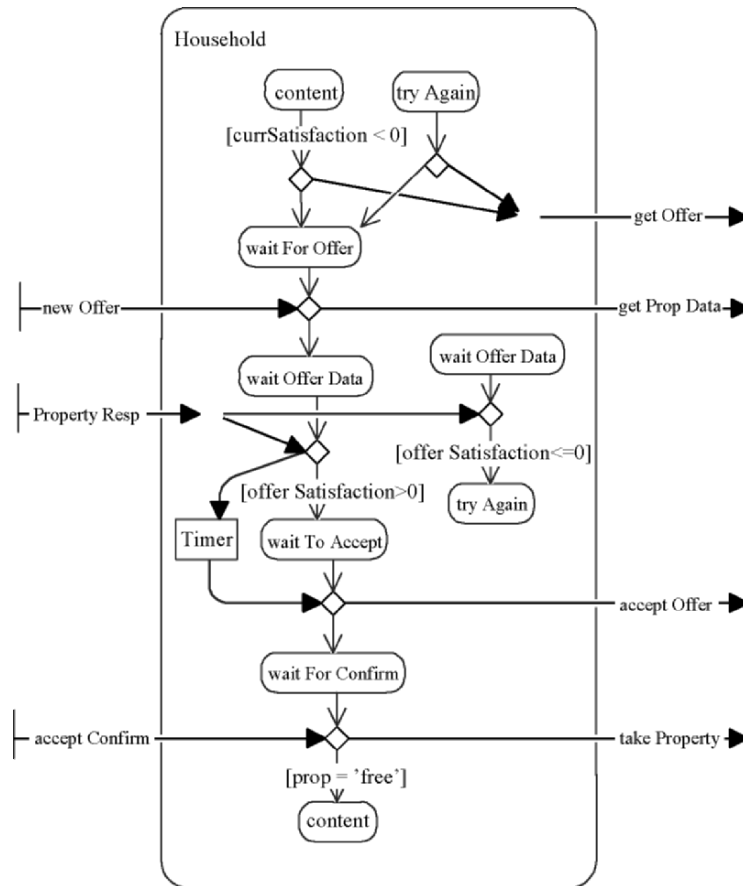 Household
content
try Again
[currSatisfaction < 0]
get Offer
wait For Offer
new Offer
get Prop Data
wait Offer Data
wait Offer Data
Property Resp
[offer Satisfaction<=0]
[offer Satisfaction>0]
try Again
Timer
wait To Accept
accept Offer
wait For Confirm
accept Confirm
take Property
[prop = 'free']
content